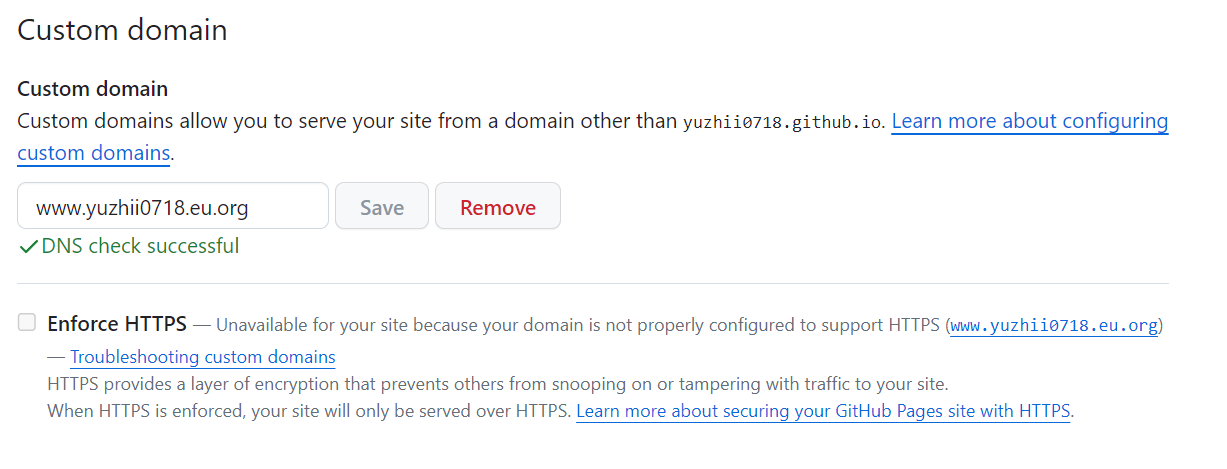 Custom domain
Custom domain
Custom domains allow you to serve your site from a domain other than yuzhii0718.github.io. Learn more about configuring
custom domains.
www.yuzhii0718.eu.org Save Remove
DNS check successful
Enforce HTTPS — Unavailable for your site because your domain is not properly configured to support HTTPS (www.yuzhii0718.eu.org)
— Troubleshooting custom domains
HTTPS provides a layer of encryption that prevents others from snooping on or tampering with traffic to your site.
When HTTPS is enforced, your site will only be served over HTTPS. Learn more about securing your GitHub Pages site with HTTPS.